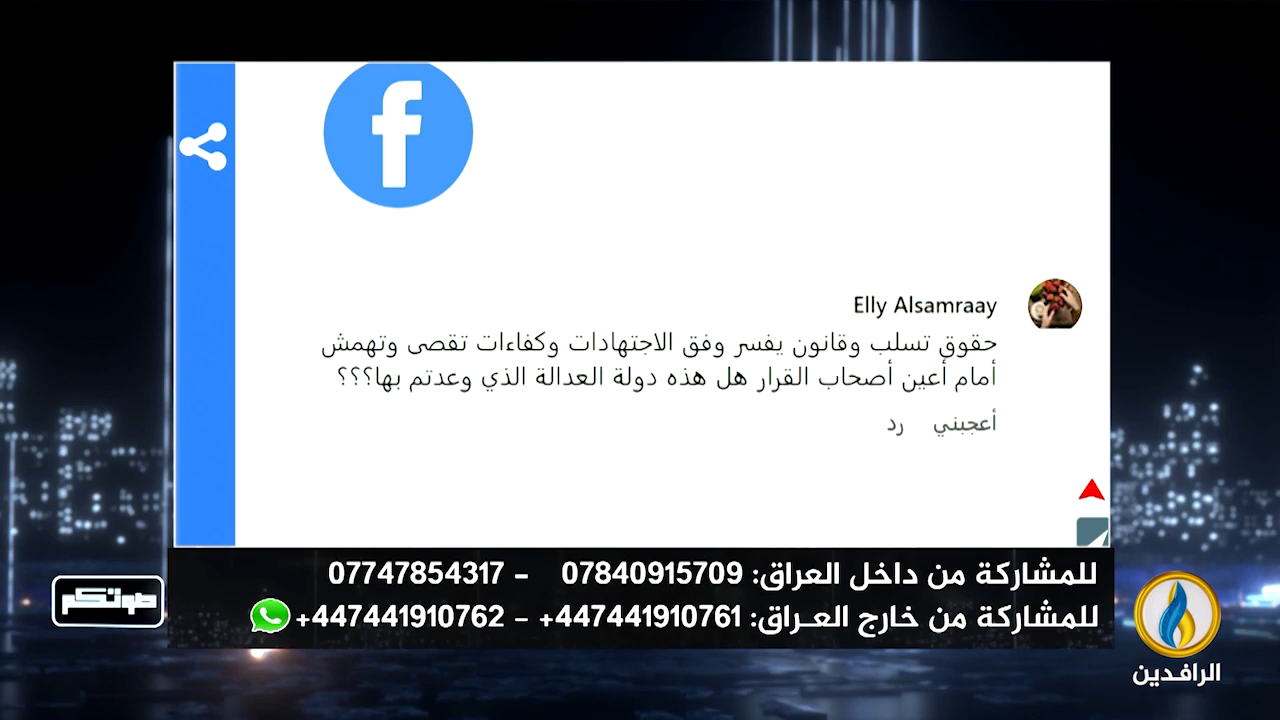 f
Elly Alsamraay
حقوق تسلب وقانون يفسر وفق الاجتهادات وكفاءات تقصى وتهمش
أمام أعين أصحاب القرار هل هذه دولة العدالة الذي وعدتم بها؟؟؟
أعجبني رد
للمشاركة من داخل العراق: 07840915709 - 07747854317
للمشاركة من خارج العـراق: 447441910761+ - 447441910762+
صوتكم
الرافدين